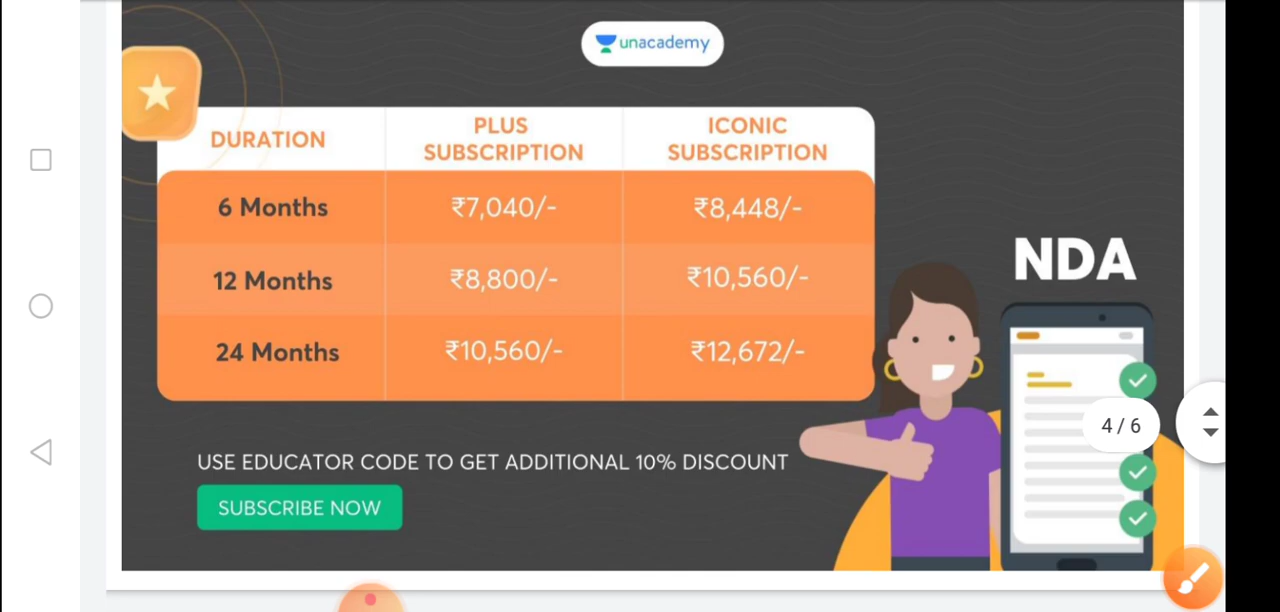 unacademy
DURATION
PLUS
SUBSCRIPTION
ICONIC
SUBSCRIPTION
6 Months ₹7,040/- ₹8,448/-
12 Months ₹8,800/- ₹10,560/-
24 Months ₹10,560/- ₹12,672/-
NDA
4 / 6
USE EDUCATOR CODE TO GET ADDITIONAL 10% DISCOUNT
SUBSCRIBE NOW